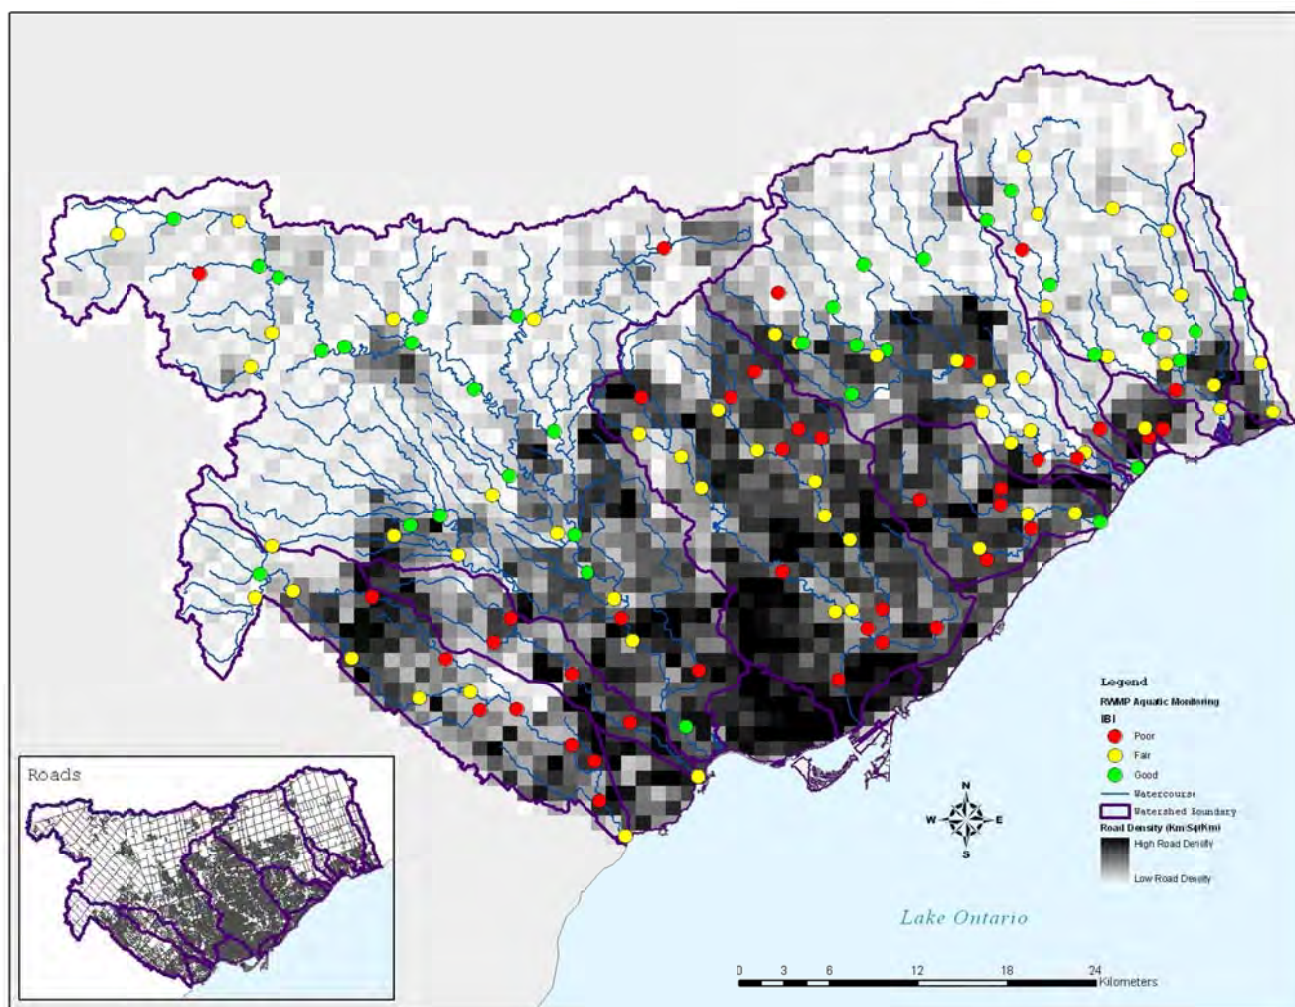 Legend
RWMP Aquatic Monitoring
IBI
Poor
Fair
Good
Watercours
Watershed Boundary
Road Density (Km\SqKm)
High Road Density
Low Road Density
Roads
N
W E
S
Lake Ontario
0 3 6 12 18 24
Kilometers